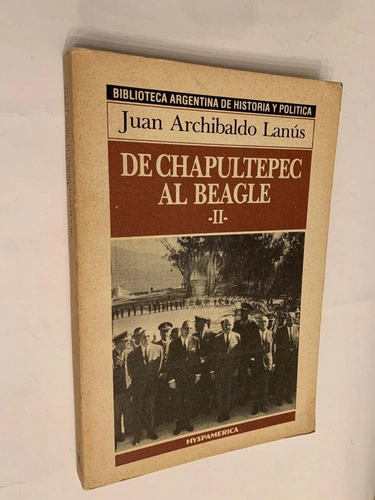 BIBLIOTECA ARGENTINA DE HISTORIA Y POLITICA
Juan Archibaldo Lanús
DE CHAPULTEPEC
AL BEAGLE
-II-
HYSPAMERICA